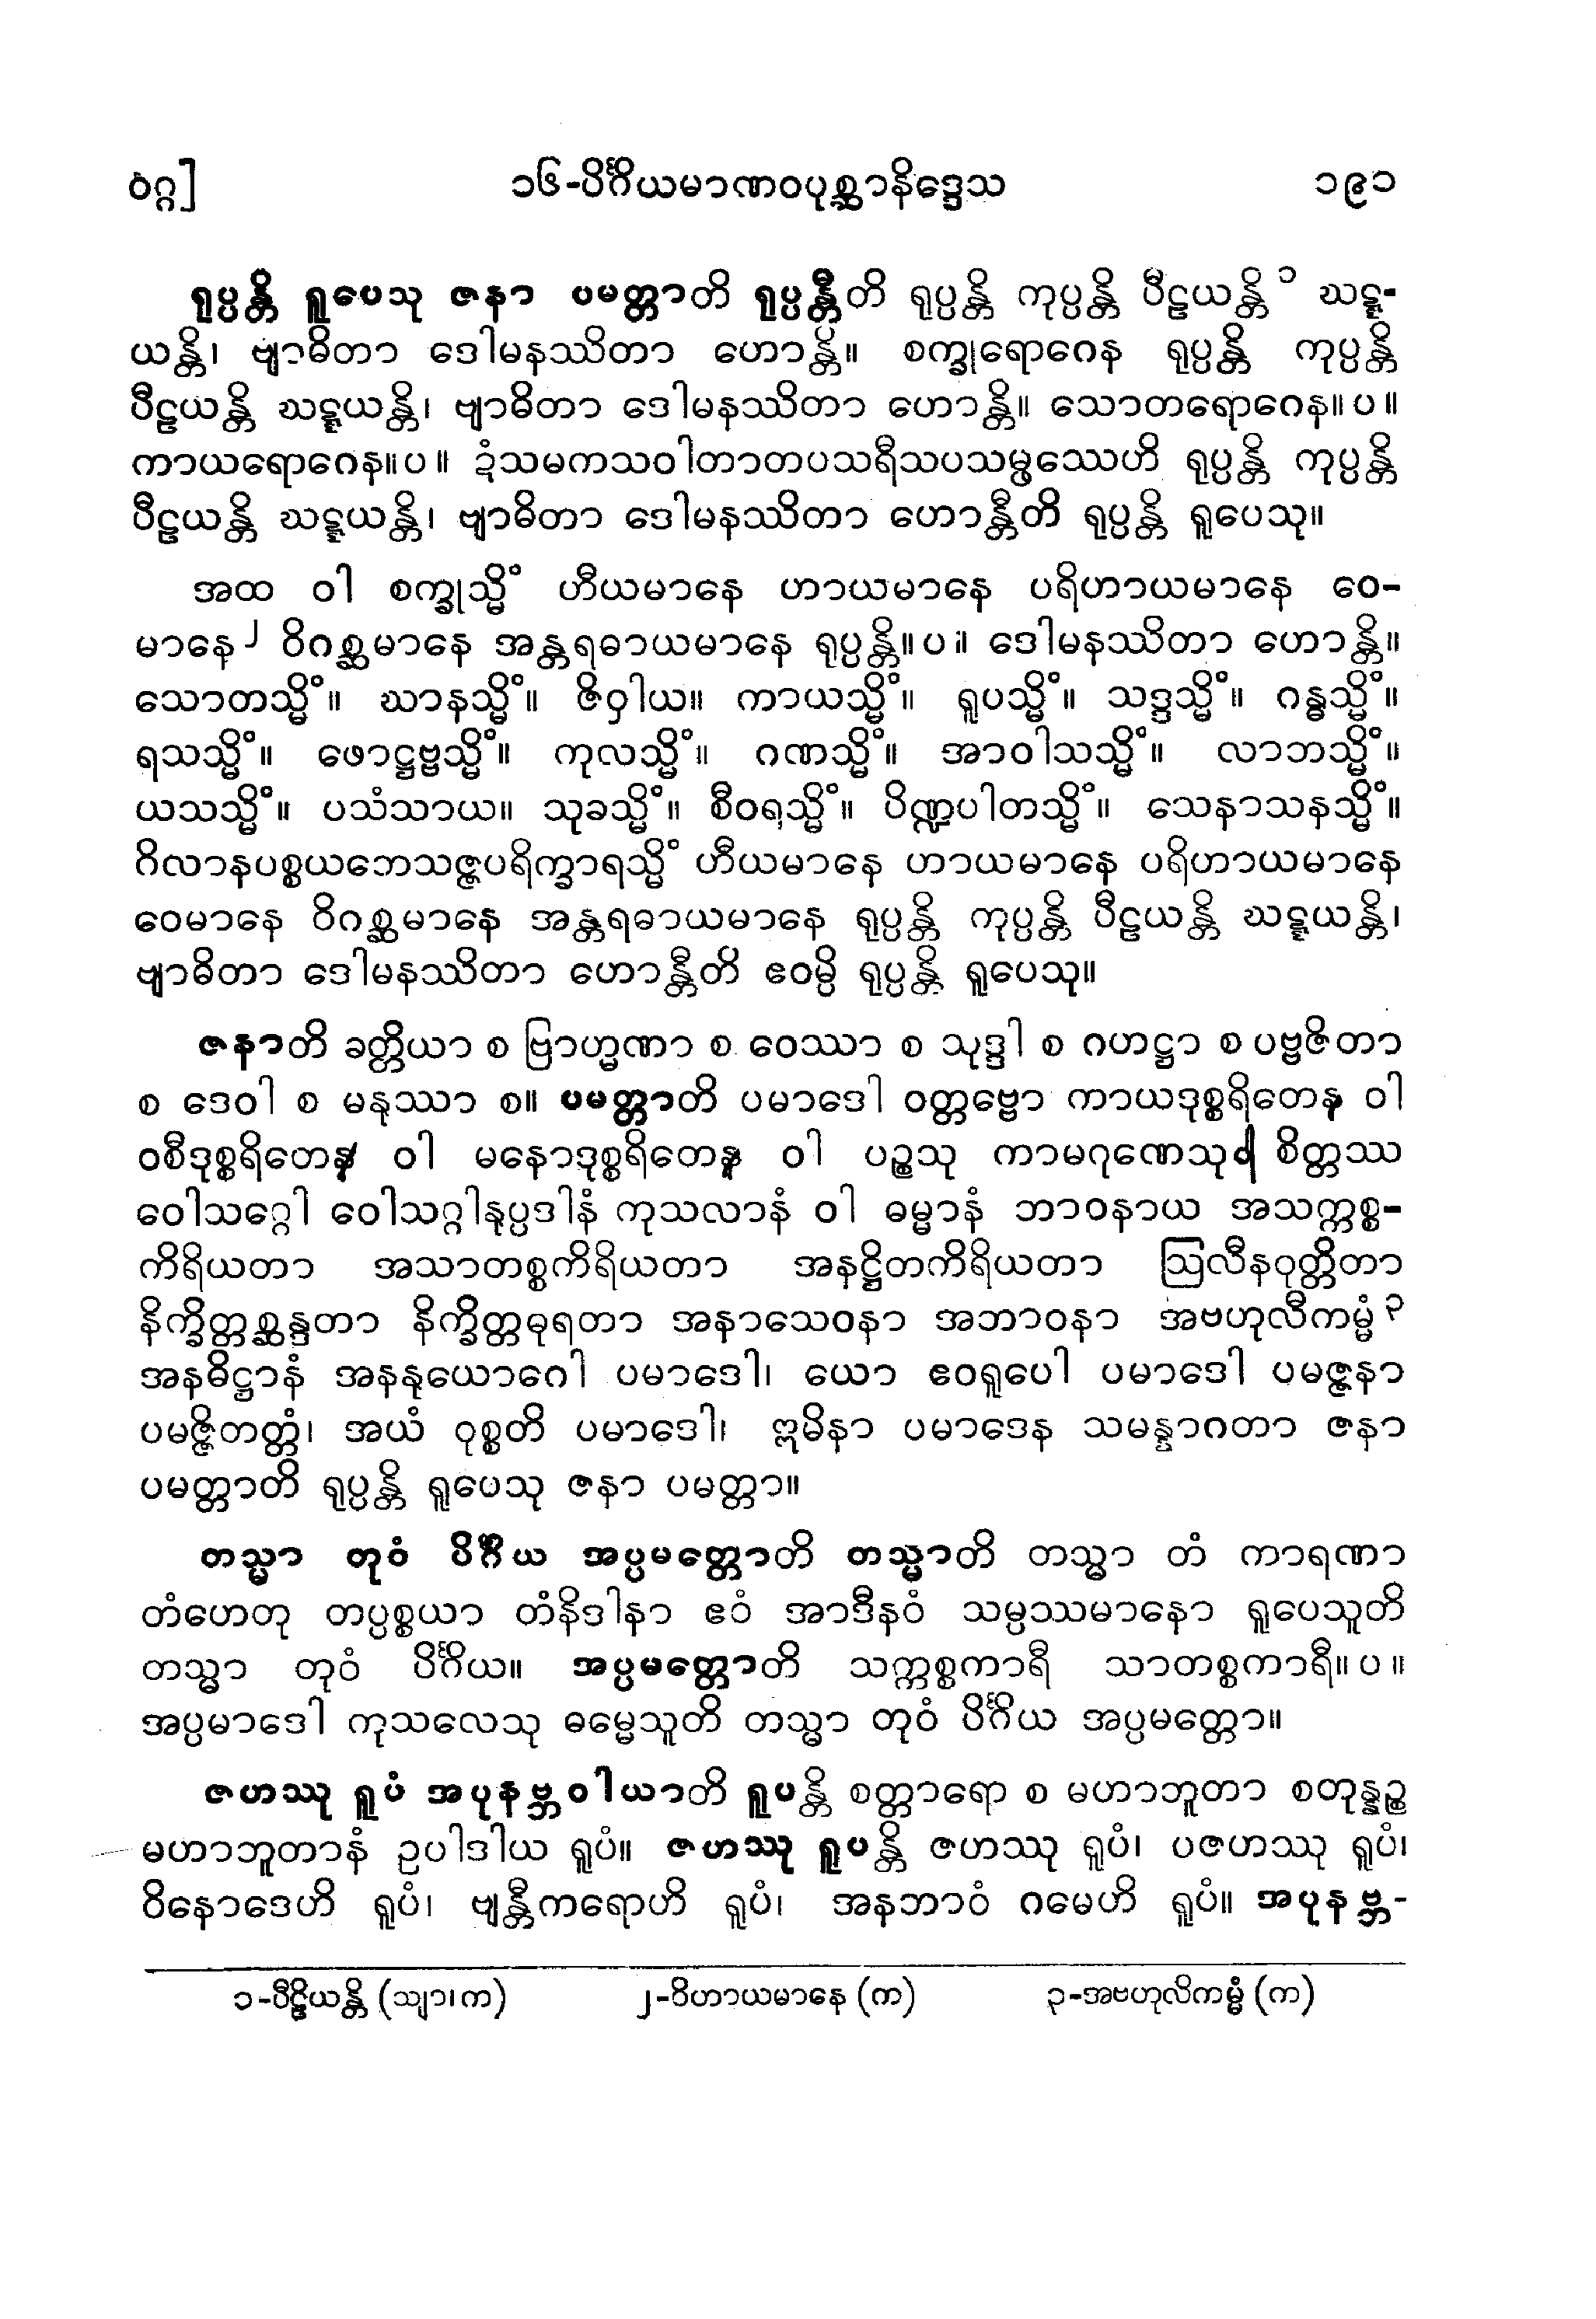 ဝဂ္ဂ] ၁၆-ပိင်္ဂိယမာဏဝပုစ္ဆာနိဒ္ဒေသ ၁၉၁
ရုပ္ပန္တိ ရူပေသု ဇနာ ပမတ္တာတိ ရုပ္ပန္တီတိ ရုပ္ပန္တိ ကုပ္ပန္တိ ပီဠယန္တိ ၁ ဃဋ္ဋ-
ယန္တိ၊ ဗျာဓိတာ ဒေါမနဿိတာ ဟောန္တိ။ စက္ခုရောဂေန ရုပ္ပန္တိ ကုပ္ပန္တိ
ပီဠယန္တိ ဃဋ္ဋယန္တိ၊ ဗျာဓိတာ ဒေါမနဿိတာ ဟောန္တိ။ သောတရောဂေန။ပ။
ကာယရောဂေန။ပ။ ဍံသမကသဝါတာတပသရီသပသမ္ဖဿေဟိ ရုပ္ပန္တိ ကုပ္ပန္တိ
ပီဠယန္တိ ဃဋ္ဋယန္တိ၊ ဗျာဓိတာ ဒေါမနဿိတာ ဟောန္တီတိ ရုပ္ပန္တိ ရူပေသု။
အထ ဝါ စက္ခုသ္မိံ ဟီယမာနေ ဟာယမာနေ ပရိဟာယမာနေ ဝေ-
မာနေ၂ ဝိဂစ္ဆမာနေ အန္တရဓာယမာနေ ရုပ္ပန္တိ။ပ။ ဒေါမနဿိတာ ဟောန္တိ။
သောတသ္မိံ။ ဃာနသ္မိံ။ ဇိဝှါယ။ ကာယသ္မိံ။ ရူပသ္မိံ။ သဒ္ဒသ္မိံ။ ဂန္ဓသ္မိံ။
ရသသ္မိံ။ ဖောဋ္ဌဗ္ဗသ္မိံ။ ကုလသ္မိံ။ ဂဏသ္မိံ။ အာဝါသသ္မိံ။ လာဘသ္မိံ။
ယသသ္မိံ။ ပသံသာယ။ သုခသ္မိံ။ စီဝရသ္မိံ။ ပိဏ္ဍပါတသ္မိံ။ သေနာသနသ္မိံ။
ဂိလာနပစ္စယဘေသဇ္ဇပရိက္ခာရသ္မိံ ဟီယမာနေ ဟာယမာနေ ပရိဟာယမာနေ
ဝေမာနေ ဝိဂစ္ဆမာနေ အန္တရဓာယမာနေ ရုပ္ပန္တိ ကုပ္ပန္တိ ပီဠယန္တိ ဃဋ္ဋယန္တိ၊
ဗျာဓိတာ ဒေါမနဿိတာ ဟောန္တီတိ ဧဝမ္ပိ ရုပ္ပန္တိ ရူပေသု။
ဇနာတိ ခတ္တိယာ စ ဗြာဟ္မဏာ စ ဝေဿာ စ သုဒ္ဒါ စ ဂဟဋ္ဌာ စ ပဗ္ဗဇိတာ
စ ဒေဝါ စ မနုဿာ စ။ ပမတ္တာတိ ပမာဒေါ ဝတ္တဗ္ဗော ကာယဒုစ္စရိတေန ဝါ
ဝစီဒုစ္စရိတေန ဝါ မနောဒုစ္စရိတေန ဝါ ပဉ္စသု ကာမဂုဏေသု ဝါ စိတ္တဿ
ဝေါသဂ္ဂေါ ဝေါသဂ္ဂါနုပ္ပဒါနံ ကုသလာနံ ဝါ ဓမ္မာနံ ဘာဝနာယ အသက္ကစ္စ-
ကိရိယတာ အသာတစ္စကိရိယတာ အနဋ္ဌိတကိရိယတာ ဩလီနဝုတ္တိတာ
နိက္ခိတ္တစ္ဆန္ဒတာ နိက္ခိတ္တဓုရတာ အနာသေဝနာ အဘာဝနာ အဗဟုလီကမ္မံ ၃
အနဓိဋ္ဌာနံ အနနုယောဂေါ ပမာဒေါ၊ ယော ဧဝရူပေါ ပမာဒေါ ပမဇ္ဇနာ
ပမဇ္ဇိတတ္တံ၊ အယံ ဝုစ္စတိ ပမာဒေါ၊ ဣမိနာ ပမာဒေန သမန္နာဂတာ ဇနာ
ပမတ္တာတိ ရုပ္ပန္တိ ရူပေသု ဇနာ ပမတ္တာ။
တသ္မာ တုဝံ ပိင်္ဂိယ အပ္ပမတ္တောတိ တသ္မာတိ တသ္မာ တံ ကာရဏာ
တံဟေတု တပ္ပစ္စယာ တံနိဒါနာ ဧဝံ အာဒီနဝံ သမ္ပဿမာနော ရူပေသူတိ
တသ္မာ တုဝံ ပိင်္ဂိယ။ အပ္ပမတ္တောတိ သက္ကစ္စကာရီ သာတစ္စကာရီ။ပ။
အပ္ပမာဒေါ ကုသလေသု ဓမ္မေသူတိ တသ္မာ တုဝံ ပိင်္ဂိယ အပ္ပမတ္တော။
ဇဟဿု ရူပံ အပုနဗ္ဘဝါယာတိ ရူပန္တိ စတ္တာရော စ မဟာဘူတာ စတုန္နဉ္စ
မဟာဘူတာနံ ဥပါဒါယ ရူပံ။ ဇဟဿု ရူပန္တိ ဇဟဿု ရူပံ၊ ပဇဟဿု ရူပံ၊
ဝိနောဒေဟိ ရူပံ၊ ဗျန္တီကရောဟိ ရူပံ၊ အနဘာဝံ ဂမေဟိ ရူပံ။ အပုနဗ္ဘ-
၁-ပီဠိယန္တိ (သျာ၊က) ၂-ဝိဟာယမာနေ (က) ၃-အဗဟုလိကမ္မံ (က)